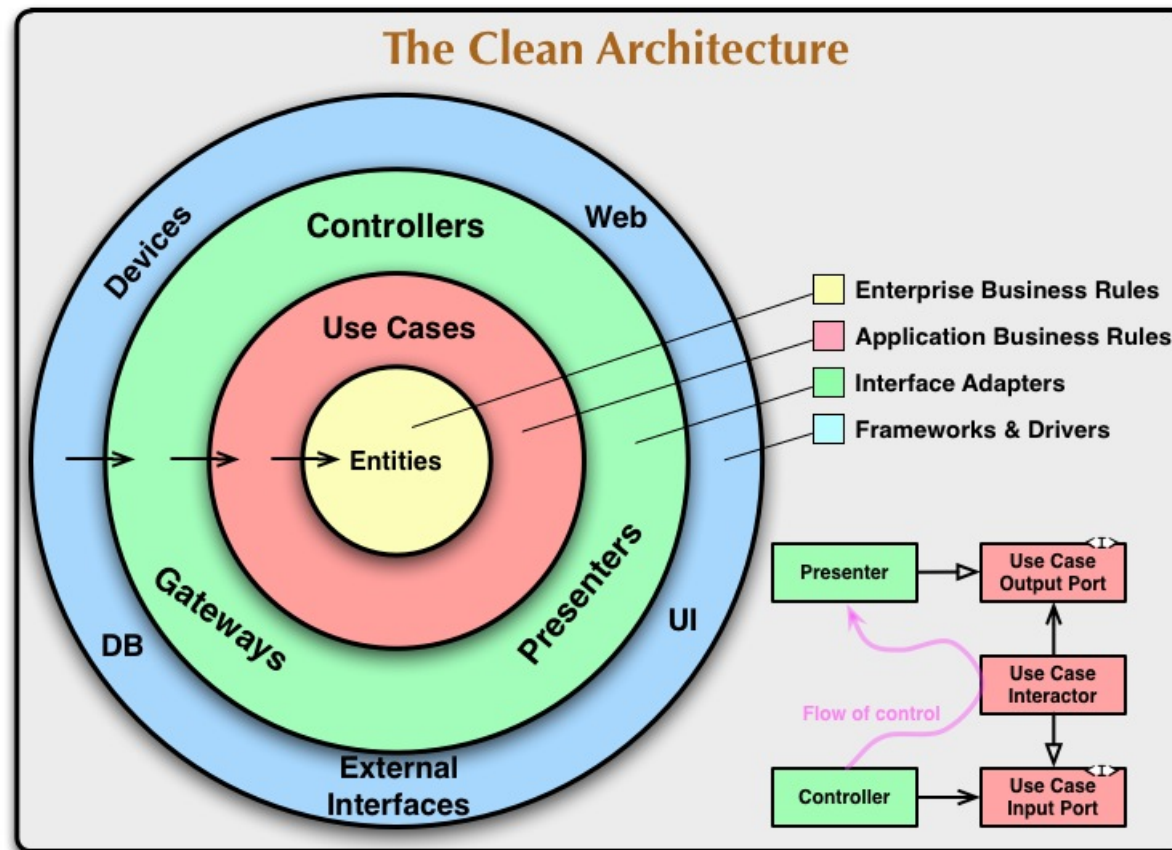 The Clean Architecture
Devices
Web
Controllers
Use Cases
Entities
Gateways
Presenters
DB
UI
External
Interfaces
Enterprise Business Rules
Application Business Rules
Interface Adapters
Frameworks & Drivers
Presenter
<I>
Use Case
Output Port
Flow of control
Use Case
Interactor
Controller
<I>
Use Case
Input Port